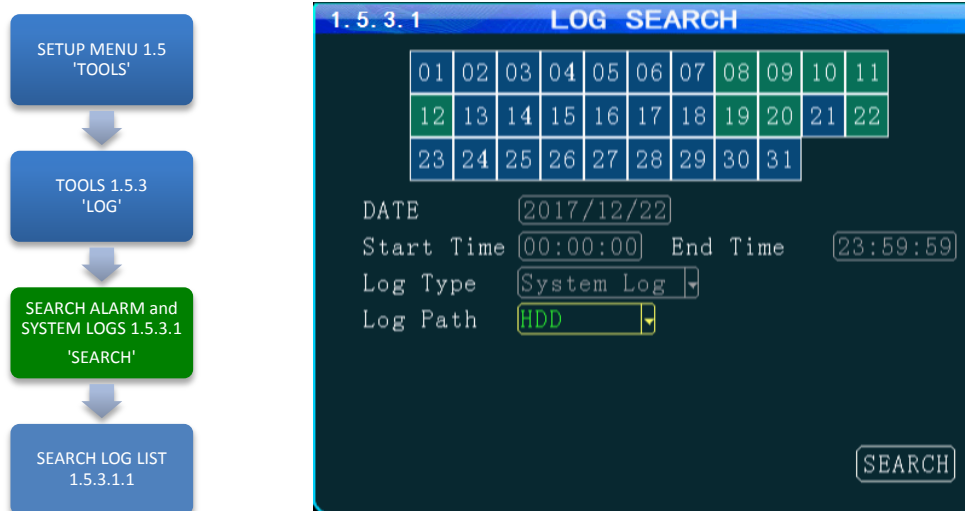 SETUP MENU 1.5
'TOOLS'
TOOLS 1.5.3
'LOG'
SEARCH ALARM and
SYSTEM LOGS 1.5.3.1
'SEARCH'
SEARCH LOG LIST
1.5.3.1.1
1.5.3.1 LOG SEARCH
01 02 03 04 05 06 07 08 09 10 11
12 13 14 15 16 17 18 19 20 21 22
23 24 25 26 27 28 29 30 31
DATE 2017/12/22
Start Time 00:00:00 End Time 23:59:59
Log Type System Log
Log Path HDD
SEARCH